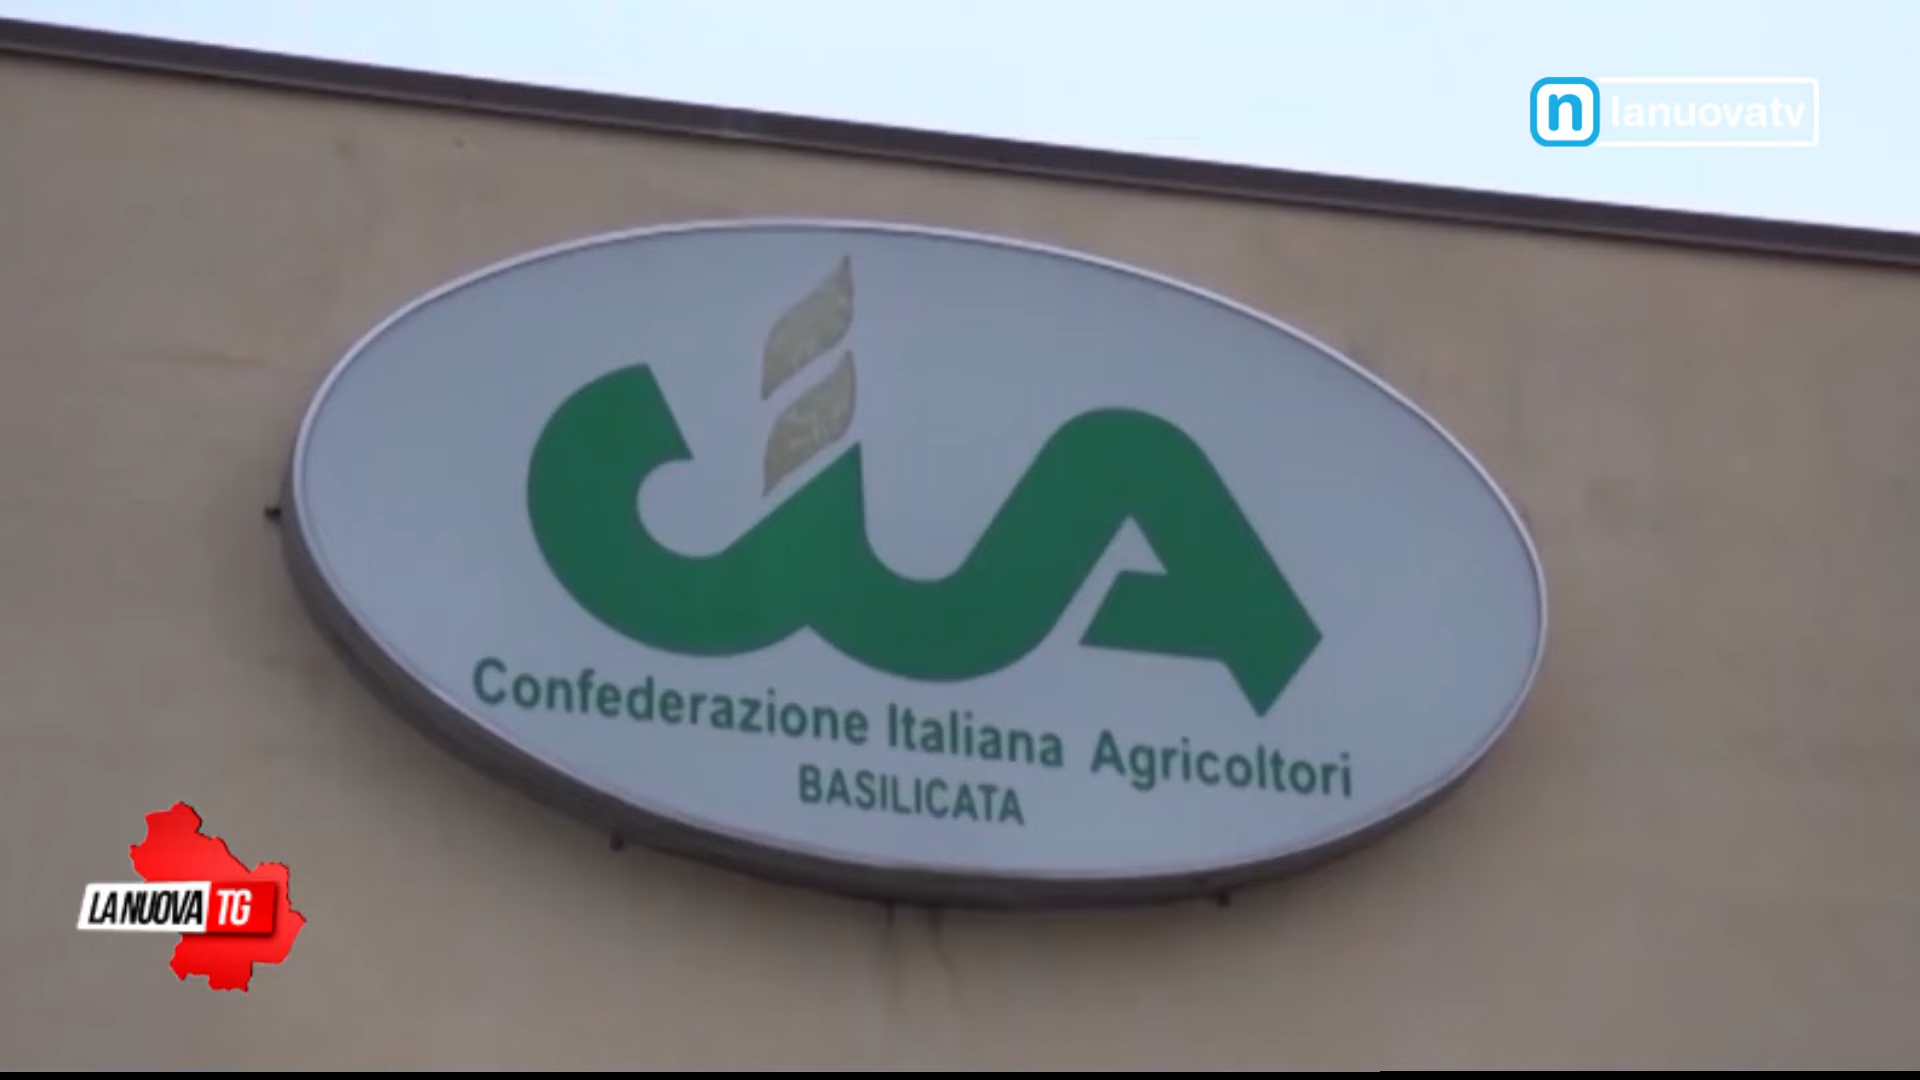 n lanuovatv
CIA
Confederazione Italiana Agricoltori
BASILICATA
LA NUOVA TG